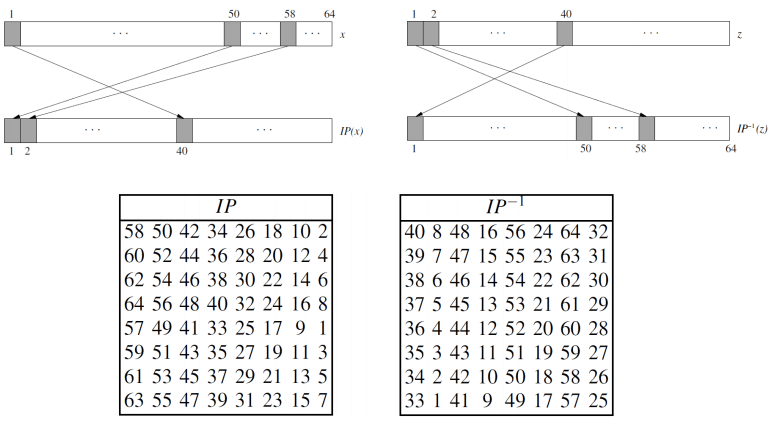 1 50 58 64
· · · · · · · · · x
· · · · · · IP(x)
1 2 40
1 2 40
· · · · · · z
· · · · · · · · · IP⁻¹(z)
1 50 58 64
IP
58 50 42 34 26 18 10 2
60 52 44 36 28 20 12 4
62 54 46 38 30 22 14 6
64 56 48 40 32 24 16 8
57 49 41 33 25 17 9 1
59 51 43 35 27 19 11 3
61 53 45 37 29 21 13 5
63 55 47 39 31 23 15 7
IP⁻¹
40 8 48 16 56 24 64 32
39 7 47 15 55 23 63 31
38 6 46 14 54 22 62 30
37 5 45 13 53 21 61 29
36 4 44 12 52 20 60 28
35 3 43 11 51 19 59 27
34 2 42 10 50 18 58 26
33 1 41 9 49 17 57 25